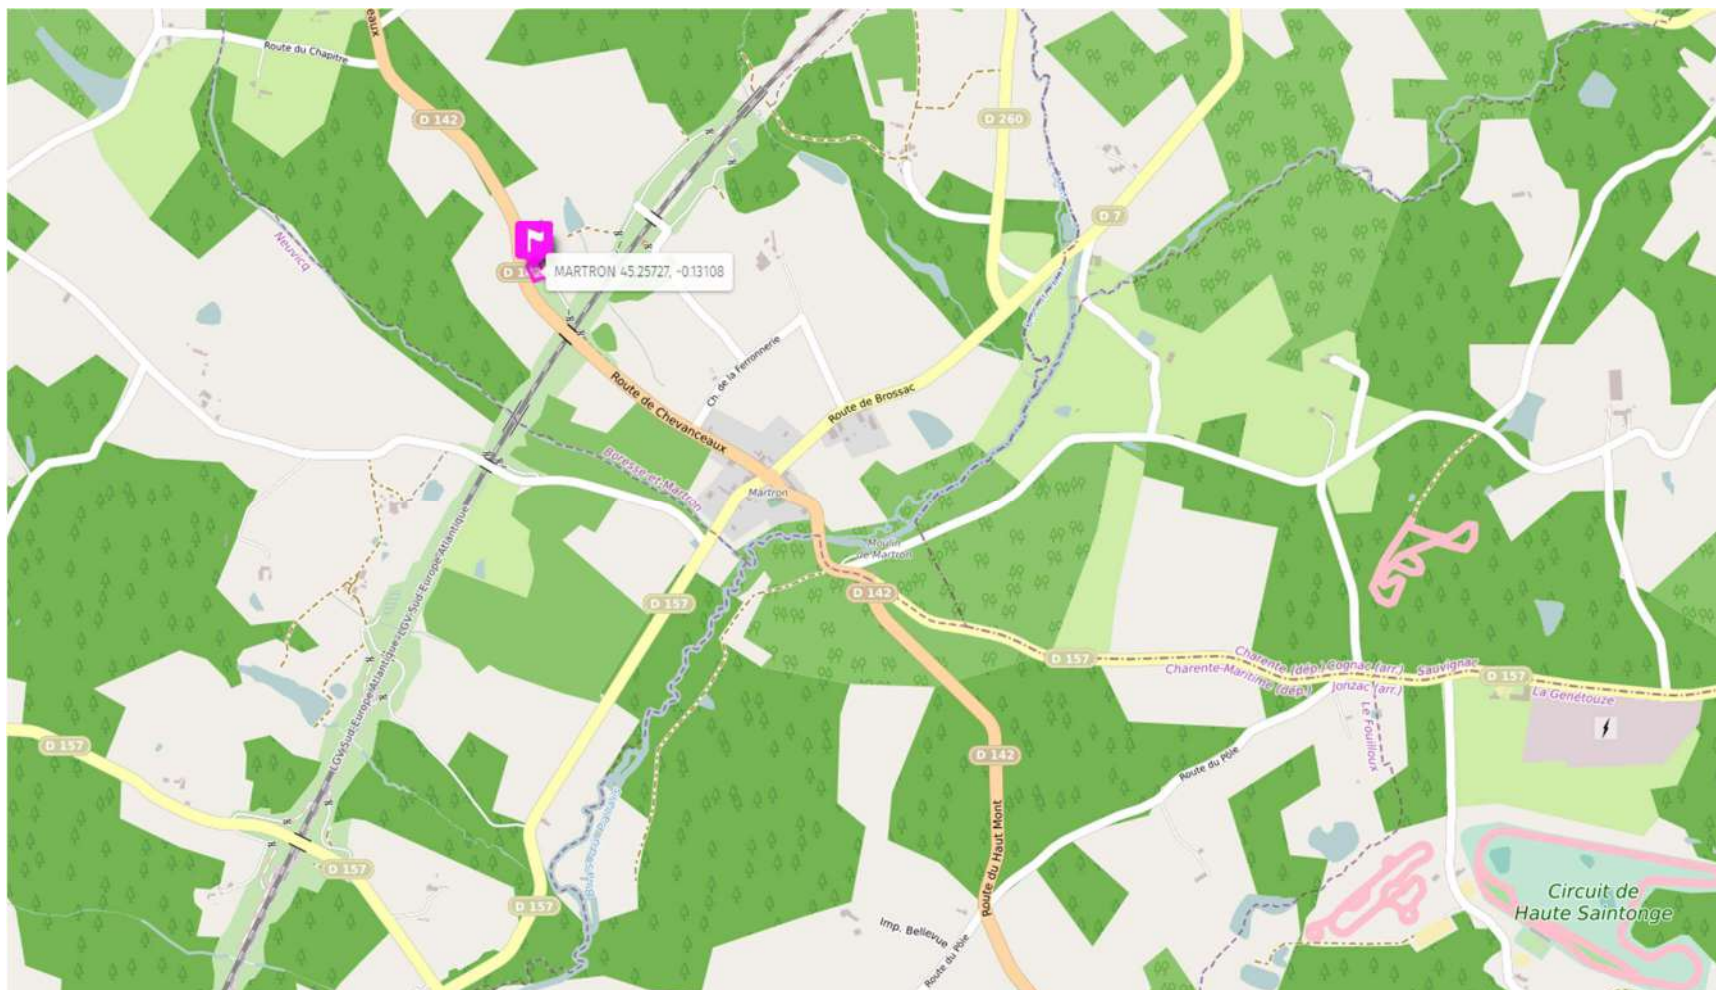 eaux
Route du Chapitre
D 142
D 260
D 7
Neuvicq
MARTRON 45.25727, -0.13108
Ch. de la Ferronnerie
Route de Chevanceaux
Route de Brossac
Boresse-et-Martron
Martron
Moulin
de Martron
LGV Sud-Europe-Atlantique
LGV Sud-Europe-Atlantique
D 157
D 142
D 157
Charente (dép.) Cognac (arr.) Sauvignac
Charente-Maritime (dép.) Jonzac (arr.)
D 157
La Genétouze
Le Fouilloux
D 157
D 142
Route du Pôle
Route du Haut Mont
D 157
D 157
Circuit de
Haute Saintonge
Imp. Bellevue
Route du Pôle